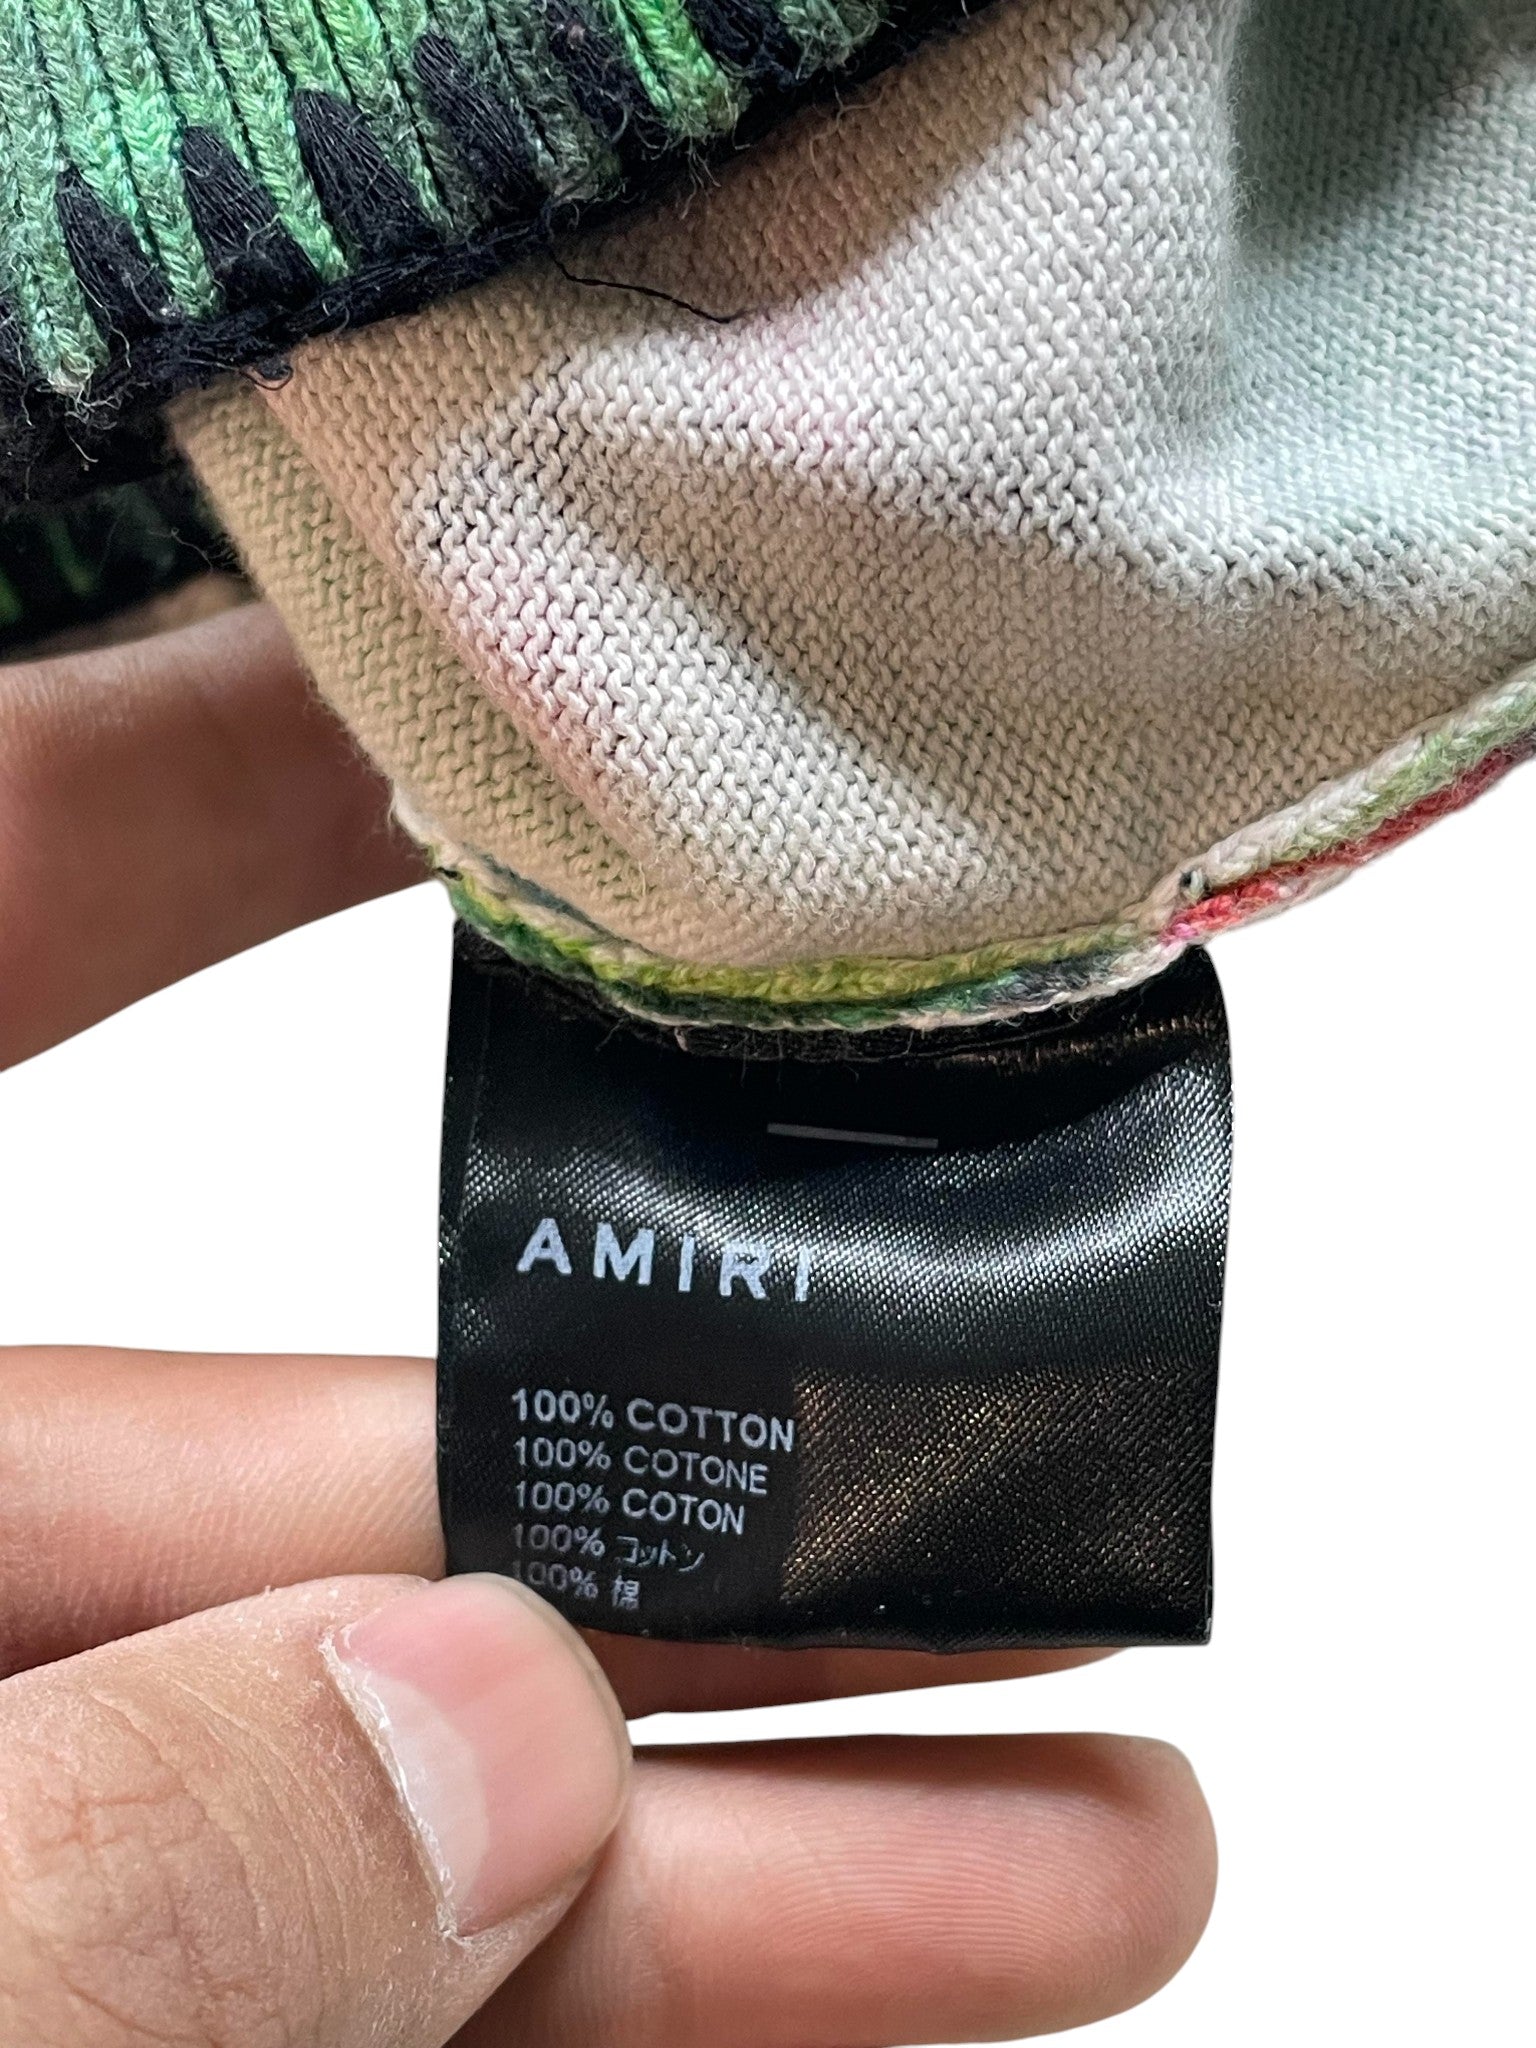 AMIRI
100% COTTON
100% COTONE
100% COTON
100% コットン
100% 棉